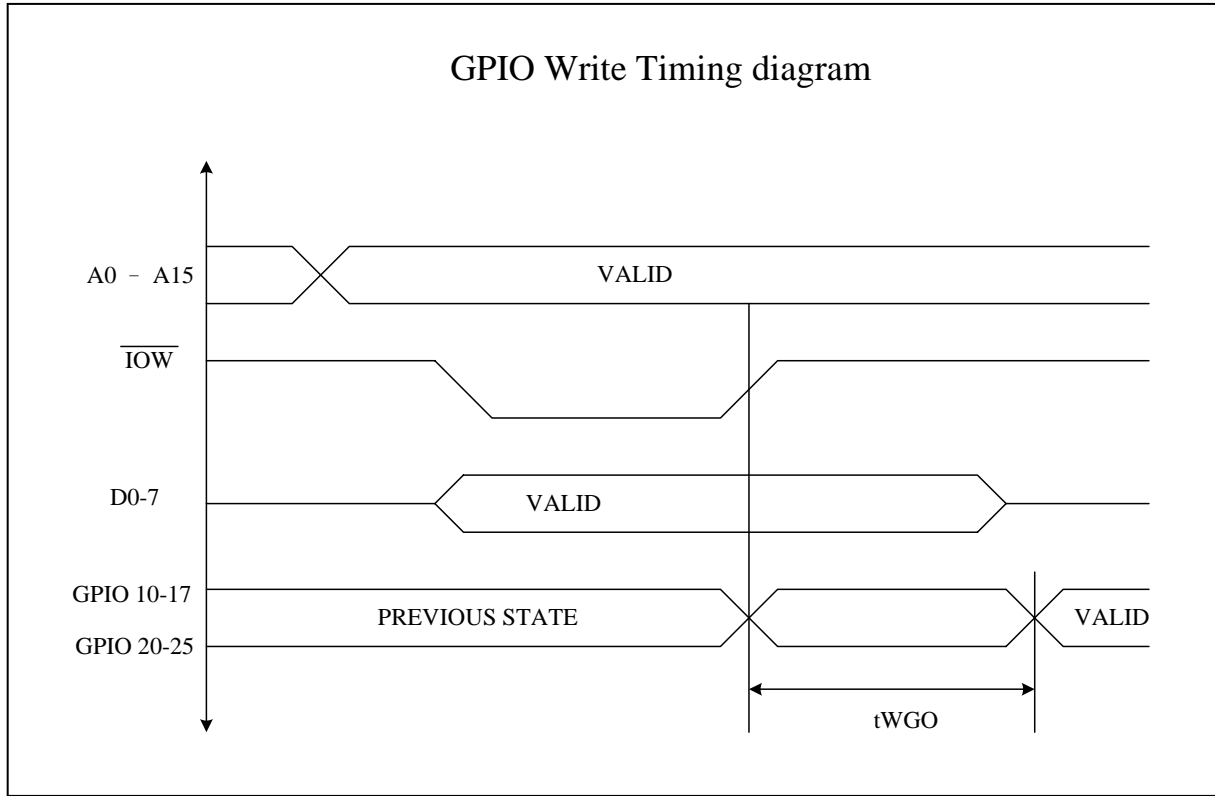 GPIO Write Timing diagram
A0 - A15
VALID
IOW
D0-7
VALID
GPIO 10-17
GPIO 20-25
PREVIOUS STATE
VALID
tWGO